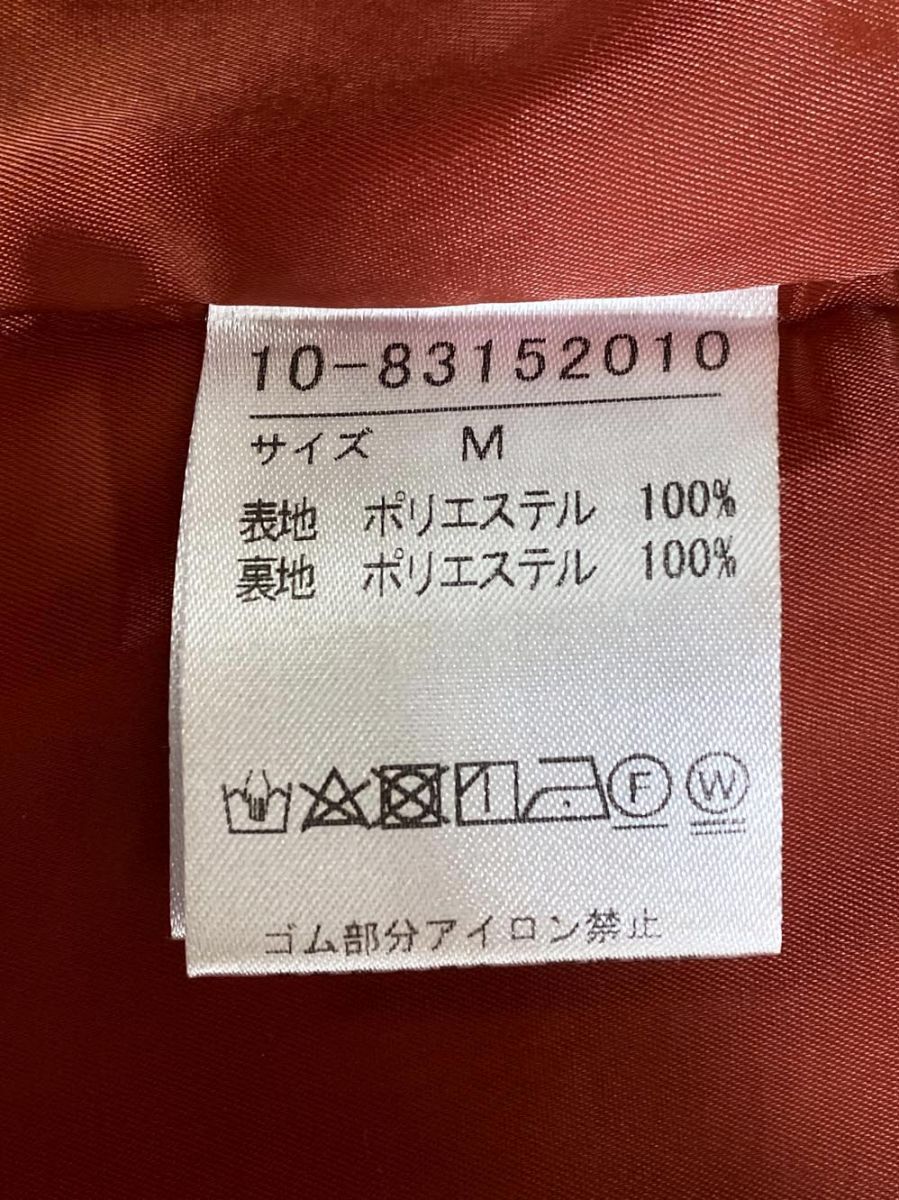 10-83152010
サイズ M
表地 ポリエステル 100%
裏地 ポリエステル 100%
F W
ゴム部分アイロン禁止